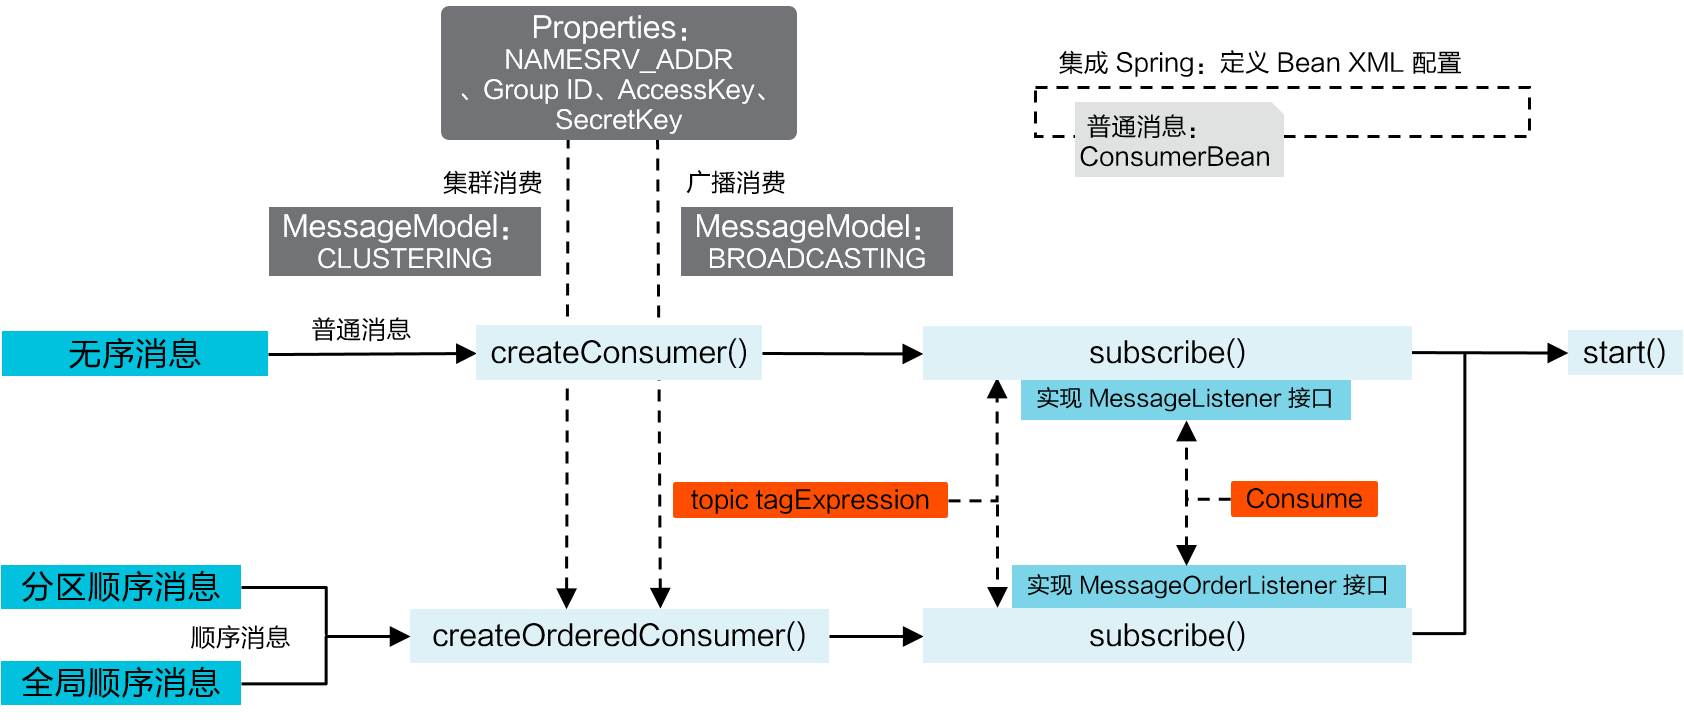 Properties：
NAMESRV_ADDR
、Group ID、AccessKey、
SecretKey
集成 Spring：定义 Bean XML 配置
普通消息：
ConsumerBean
集群消费
广播消费
MessageModel：
CLUSTERING
MessageModel：
BROADCASTING
无序消息
普通消息
createConsumer()
subscribe()
start()
实现 MessageListener 接口
topic tagExpression
Consume
分区顺序消息
实现 MessageOrderListener 接口
顺序消息
createOrderedConsumer()
subscribe()
全局顺序消息